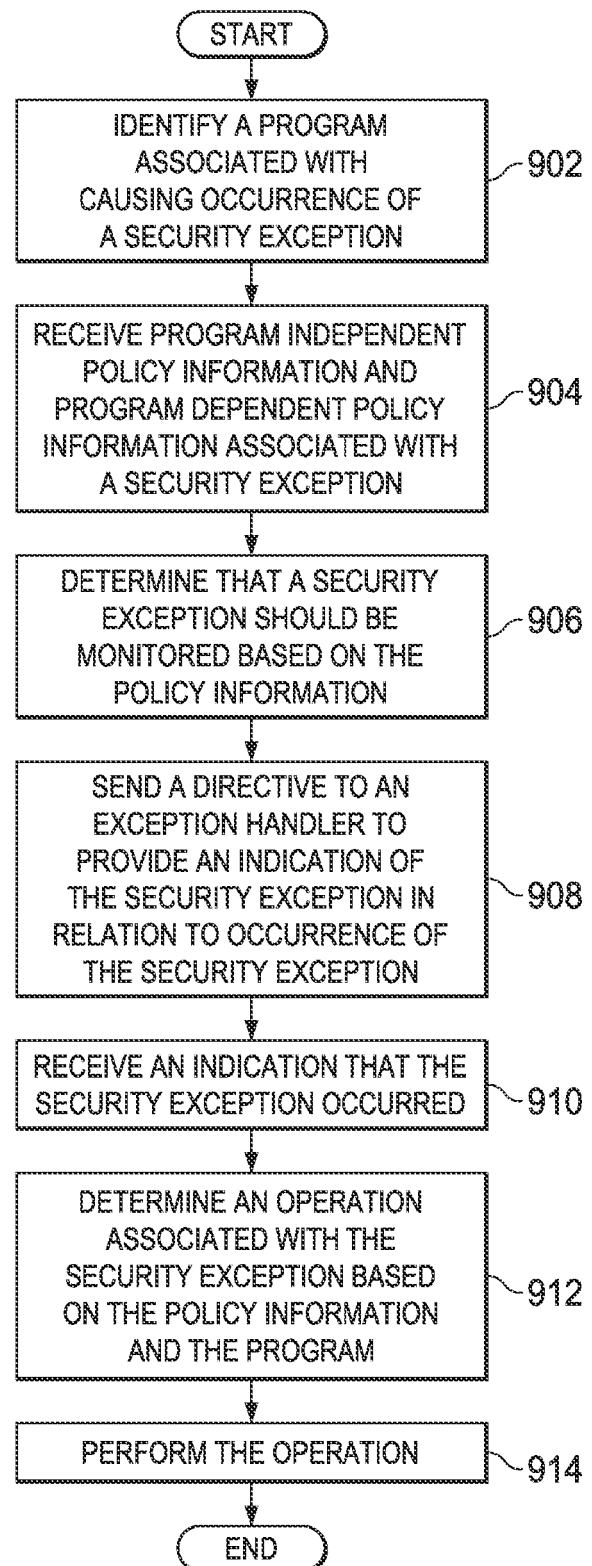 START
IDENTIFY A PROGRAM
ASSOCIATED WITH
CAUSING OCCURRENCE OF
A SECURITY EXCEPTION
902
RECEIVE PROGRAM INDEPENDENT
POLICY INFORMATION AND
PROGRAM DEPENDENT POLICY
INFORMATION ASSOCIATED WITH
A SECURITY EXCEPTION
904
DETERMINE THAT A SECURITY
EXCEPTION SHOULD BE
MONITORED BASED ON THE
POLICY INFORMATION
906
SEND A DIRECTIVE TO AN
EXCEPTION HANDLER TO
PROVIDE AN INDICATION OF
THE SECURITY EXCEPTION IN
RELATION TO OCCURRENCE OF
THE SECURITY EXCEPTION
908
RECEIVE AN INDICATION THAT THE
SECURITY EXCEPTION OCCURRED
910
DETERMINE AN OPERATION
ASSOCIATED WITH THE
SECURITY EXCEPTION BASED
ON THE POLICY INFORMATION
AND THE PROGRAM
912
PERFORM THE OPERATION
914
END